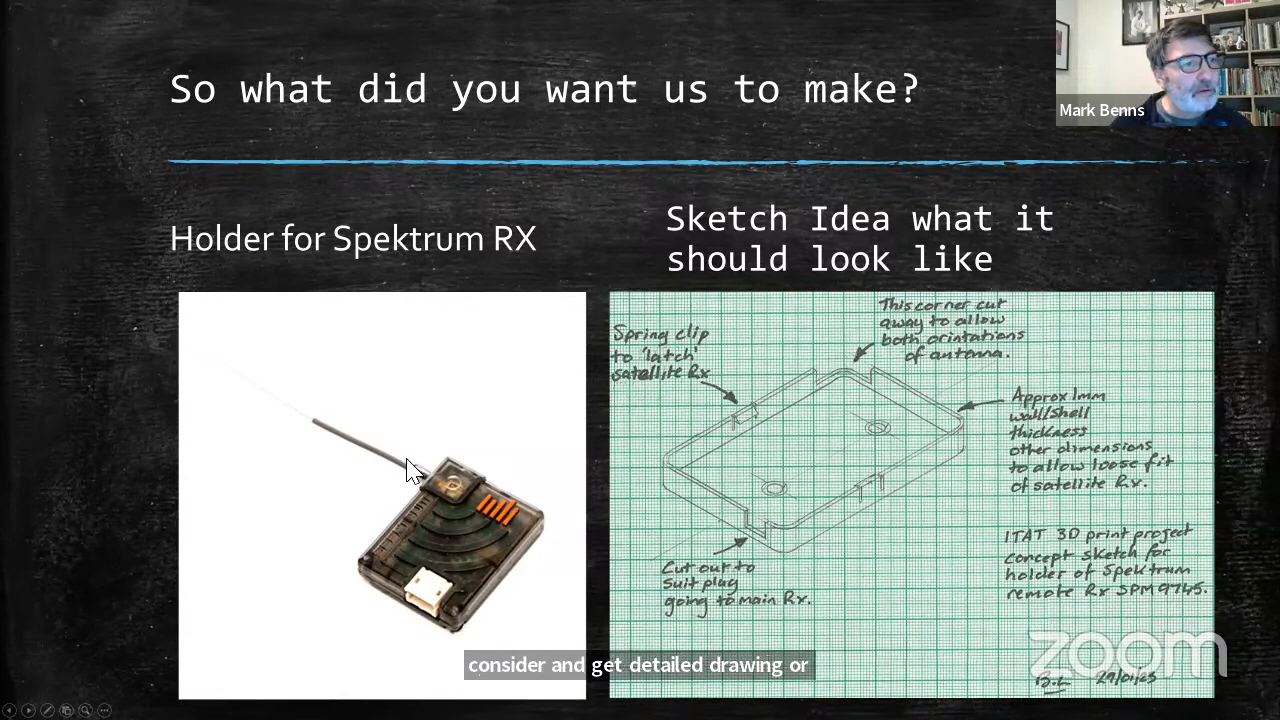 So what did you want us to make?
Mark Benns
Holder for Spektrum RX
Sketch Idea what it
should look like
Spring clip
to 'latch'
satellite Rx
This corner cut
away to allow
both orintations
of antenna.
Approx 1mm
wall/shell
thickness
other dimensions
to allow loose fit
of satellite Rx.
Cut out to
suit plug
going to main Rx.
ITAT 3D print project
concept sketch for
holder of Spektrum
remote Rx SPM9745.
zoom
consider and get detailed drawing or